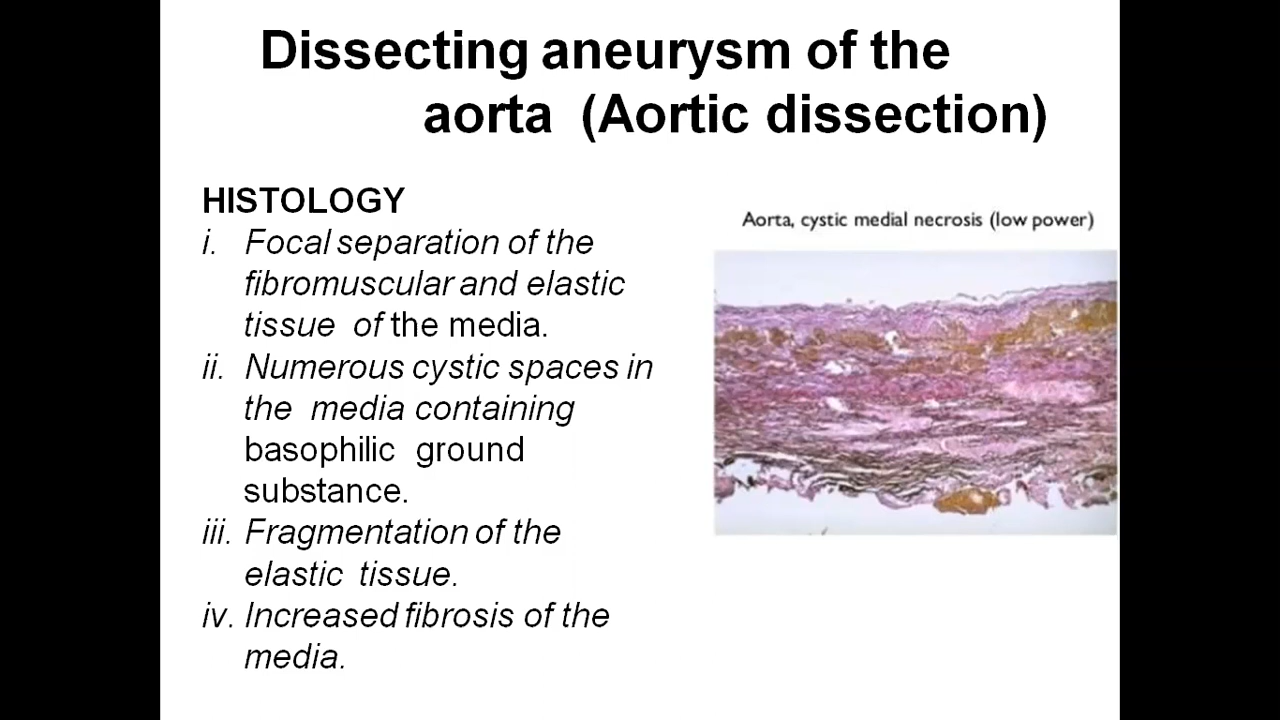 Dissecting aneurysm of the
aorta (Aortic dissection)
HISTOLOGY
i. Focal separation of the
fibromuscular and elastic
tissue of the media.
ii. Numerous cystic spaces in
the media containing
basophilic ground
substance.
iii. Fragmentation of the
elastic tissue.
iv. Increased fibrosis of the
media.
Aorta, cystic medial necrosis (low power)